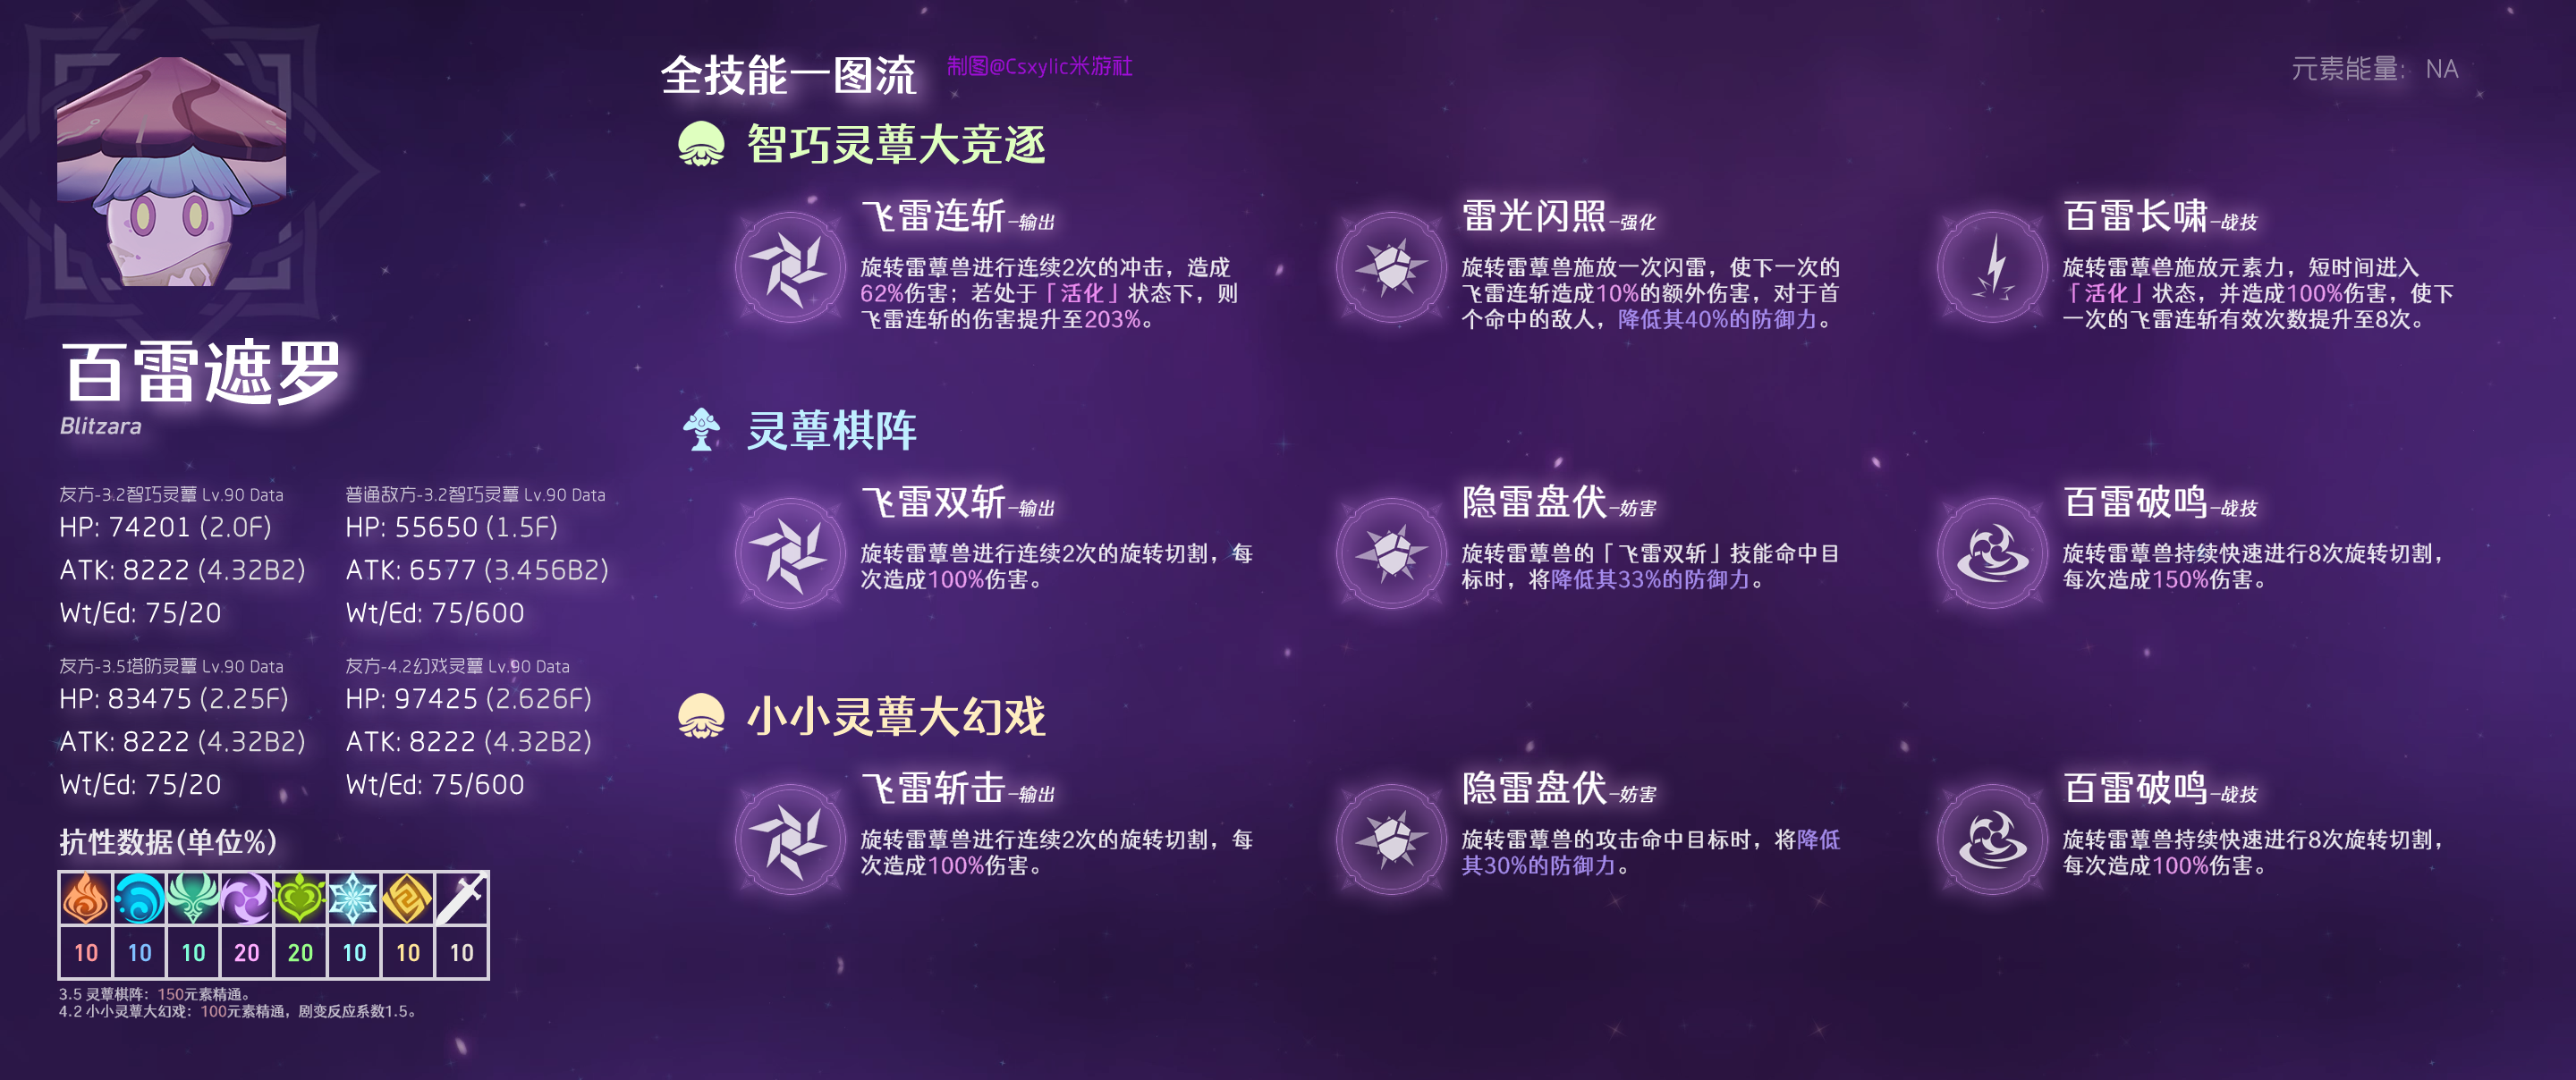 全技能一图流
制图@Csxylic米游社
元素能量: NA
百雷遮罗
Blitzara
友方-3.2智巧灵蕈 Lv.90 Data
HP: 74201 (2.0F)
ATK: 8222 (4.32B2)
Wt/Ed: 75/20
普通敌方-3.2智巧灵蕈 Lv.90 Data
HP: 55650 (1.5F)
ATK: 6577 (3.456B2)
Wt/Ed: 75/600
友方-3.5塔防灵蕈 Lv.90 Data
HP: 83475 (2.25F)
ATK: 8222 (4.32B2)
Wt/Ed: 75/20
友方-4.2幻戏灵蕈 Lv.90 Data
HP: 97425 (2.626F)
ATK: 8222 (4.32B2)
Wt/Ed: 75/600
抗性数据(单位%)
10 10 10 20 20 10 10 10
3.5 灵蕈棋阵：150元素精通。
4.2 小小灵蕈大幻戏：100元素精通，剧变反应系数1.5。
智巧灵蕈大竞逐
飞雷连斩–输出
旋转雷蕈兽进行连续2次的冲击，造成
62%伤害；若处于「活化」状态下，则
飞雷连斩的伤害提升至203%。
雷光闪照–强化
旋转雷蕈兽施放一次闪雷，使下一次的
飞雷连斩造成10%的额外伤害，对于首
个命中的敌人，降低其40%的防御力。
百雷长啸–战技
旋转雷蕈兽施放元素力，短时间进入
「活化」状态，并造成100%伤害，使下
一次的飞雷连斩有效次数提升至8次。
灵蕈棋阵
飞雷双斩–输出
旋转雷蕈兽进行连续2次的旋转切割，每
次造成100%伤害。
隐雷盘伏–妨害
旋转雷蕈兽的「飞雷双斩」技能命中目
标时，将降低其33%的防御力。
百雷破鸣–战技
旋转雷蕈兽持续快速进行8次旋转切割，
每次造成150%伤害。
小小灵蕈大幻戏
飞雷斩击–输出
旋转雷蕈兽进行连续2次的旋转切割，每
次造成100%伤害。
隐雷盘伏–妨害
旋转雷蕈兽的攻击命中目标时，将降低
其30%的防御力。
百雷破鸣–战技
旋转雷蕈兽持续快速进行8次旋转切割，
每次造成100%伤害。